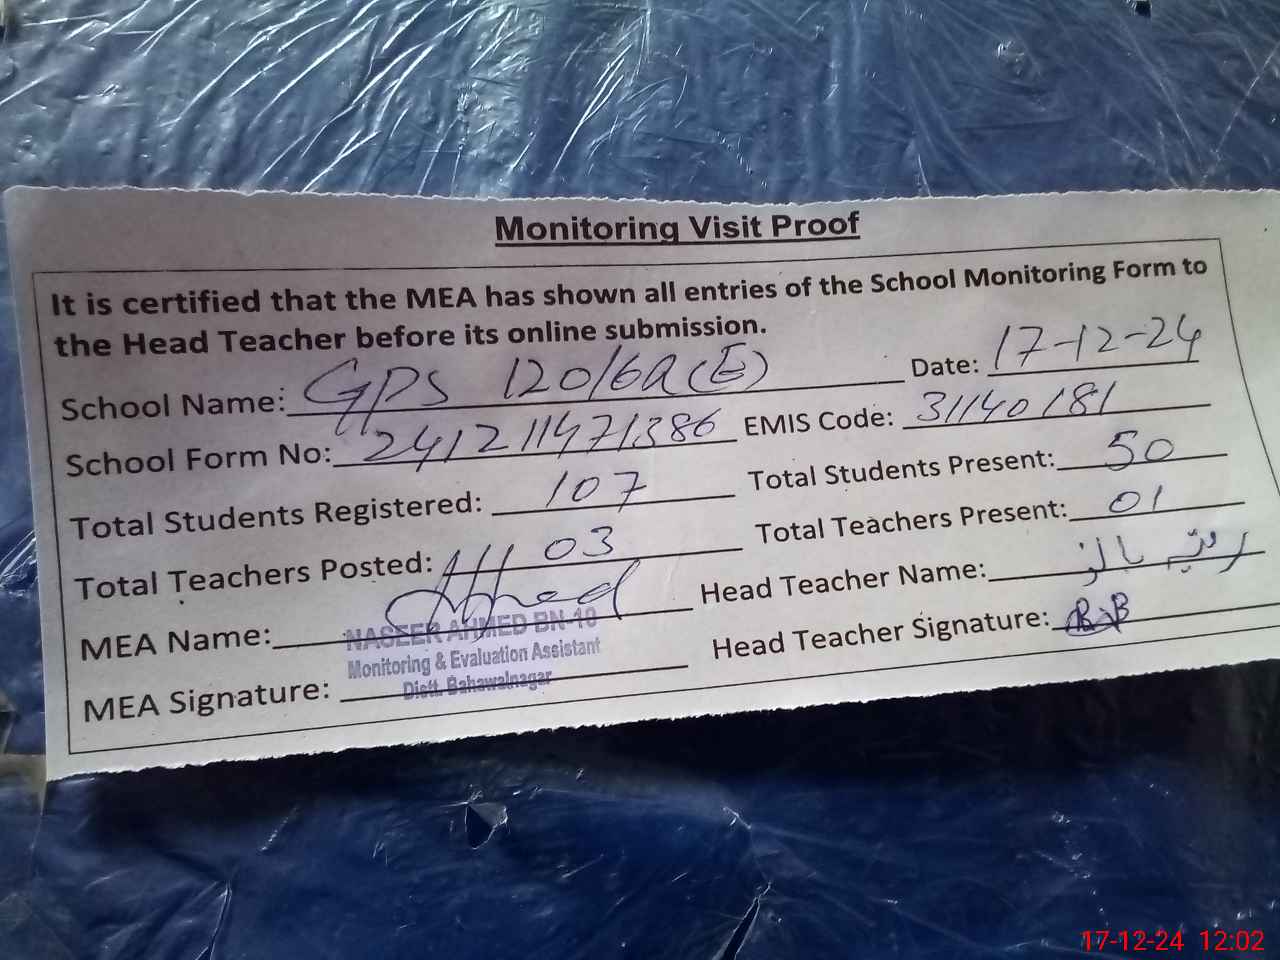 Monitoring Visit Proof
It is certified that the MEA has shown all entries of the School Monitoring Form to
the Head Teacher before its online submission.
School Name: GPS 120/6R(E) Date: 17-12-24
School Form No: 241211471386 EMIS Code: 31140181
Total Students Registered: 107 Total Students Present: 50
Total Teachers Posted: 03 Total Teachers Present: 01
MEA Name: Head Teacher Name:
NASEER AHMED BN-10
Monitoring & Evaluation Assistant
Distt. Bahawalnagar
MEA Signature: Head Teacher Signature:
17-12-24 12:02